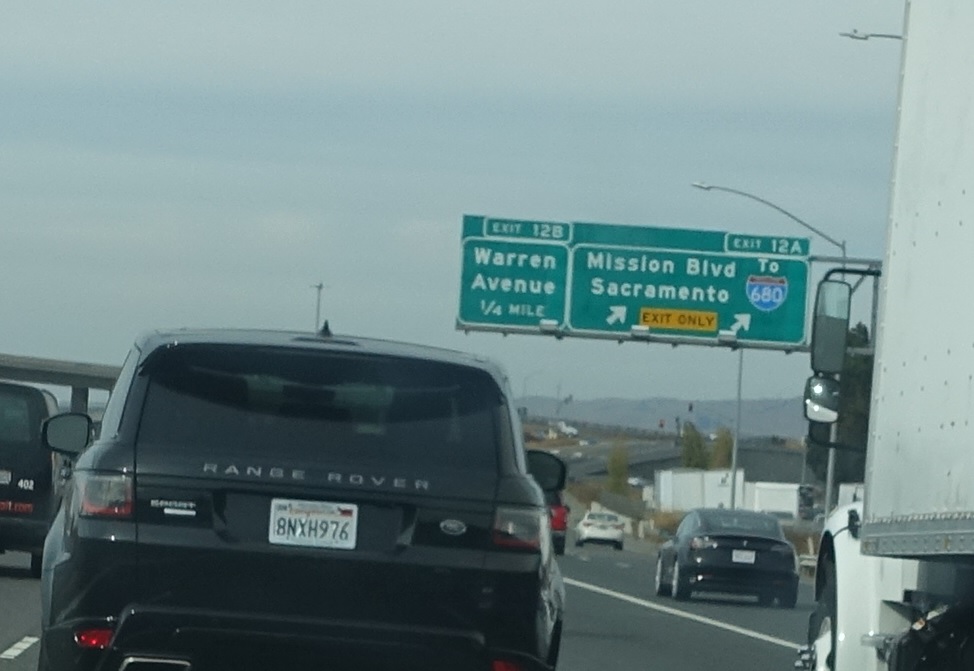 EXIT 12B
Warren
Avenue
1/4 MILE
EXIT 12A
Mission Blvd To
Sacramento 680
EXIT ONLY
RANGE ROVER
SPORT
8NXH976
402